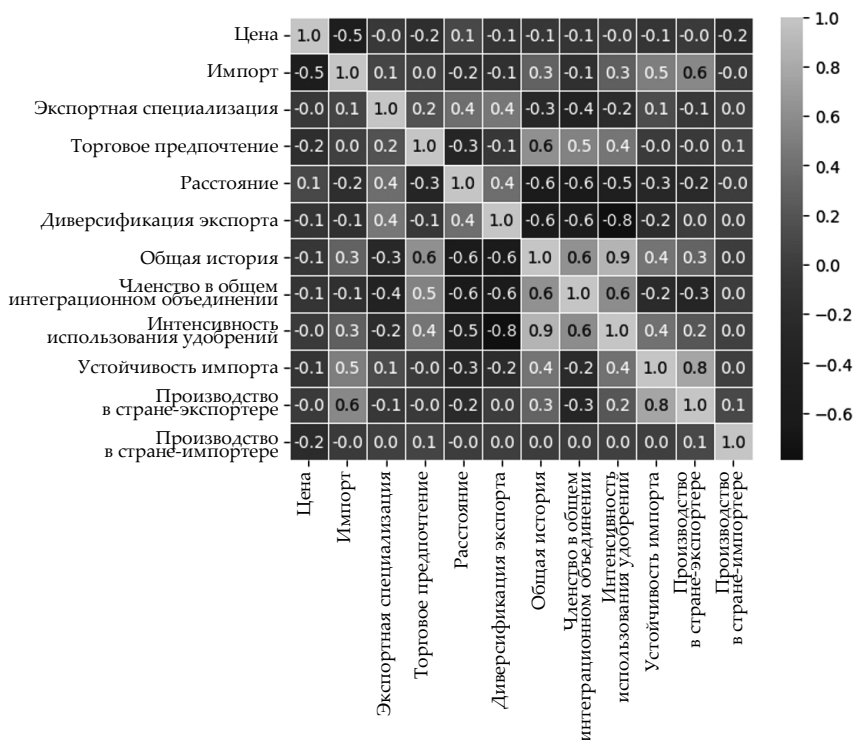 Цена 1.0 -0.5 -0.0 -0.2 0.1 -0.1 -0.1 -0.1 -0.0 -0.1 -0.0 -0.2
Импорт -0.5 1.0 0.1 0.0 -0.2 -0.1 0.3 -0.1 0.3 0.5 0.6 -0.0
Экспортная специализация -0.0 0.1 1.0 0.2 0.4 0.4 -0.3 -0.4 -0.2 0.1 -0.1 0.0
Торговое предпочтение -0.2 0.0 0.2 1.0 -0.3 -0.1 0.6 0.5 0.4 -0.0 -0.0 0.1
Расстояние 0.1 -0.2 0.4 -0.3 1.0 0.4 -0.6 -0.6 -0.5 -0.3 -0.2 -0.0
Диверсификация экспорта -0.1 -0.1 0.4 -0.1 0.4 1.0 -0.6 -0.6 -0.8 -0.2 0.0 0.0
Общая история -0.1 0.3 -0.3 0.6 -0.6 -0.6 1.0 0.6 0.9 0.4 0.3 0.0
Членство в общем
интеграционном объединении -0.1 -0.1 -0.4 0.5 -0.6 -0.6 0.6 1.0 0.6 -0.2 -0.3 0.0
Интенсивность
использования удобрений -0.0 0.3 -0.2 0.4 -0.5 -0.8 0.9 0.6 1.0 0.4 0.2 0.0
Устойчивость импорта -0.1 0.5 0.1 -0.0 -0.3 -0.2 0.4 -0.2 0.4 1.0 0.8 0.0
Производство
в стране-экспортере -0.0 0.6 -0.1 -0.0 -0.2 0.0 0.3 -0.3 0.2 0.8 1.0 0.1
Производство
в стране-импортере -0.2 -0.0 0.0 0.1 -0.0 0.0 0.0 0.0 0.0 0.0 0.1 1.0
Цена
Импорт
Экспортная специализация
Торговое предпочтение
Расстояние
Диверсификация экспорта
Общая история
Членство в общем
интеграционном объединении
Интенсивность
использования удобрений
Устойчивость импорта
Производство
в стране-экспортере
Производство
в стране-импортере
1.0
0.8
0.6
0.4
0.2
0.0
−0.2
−0.4
−0.6